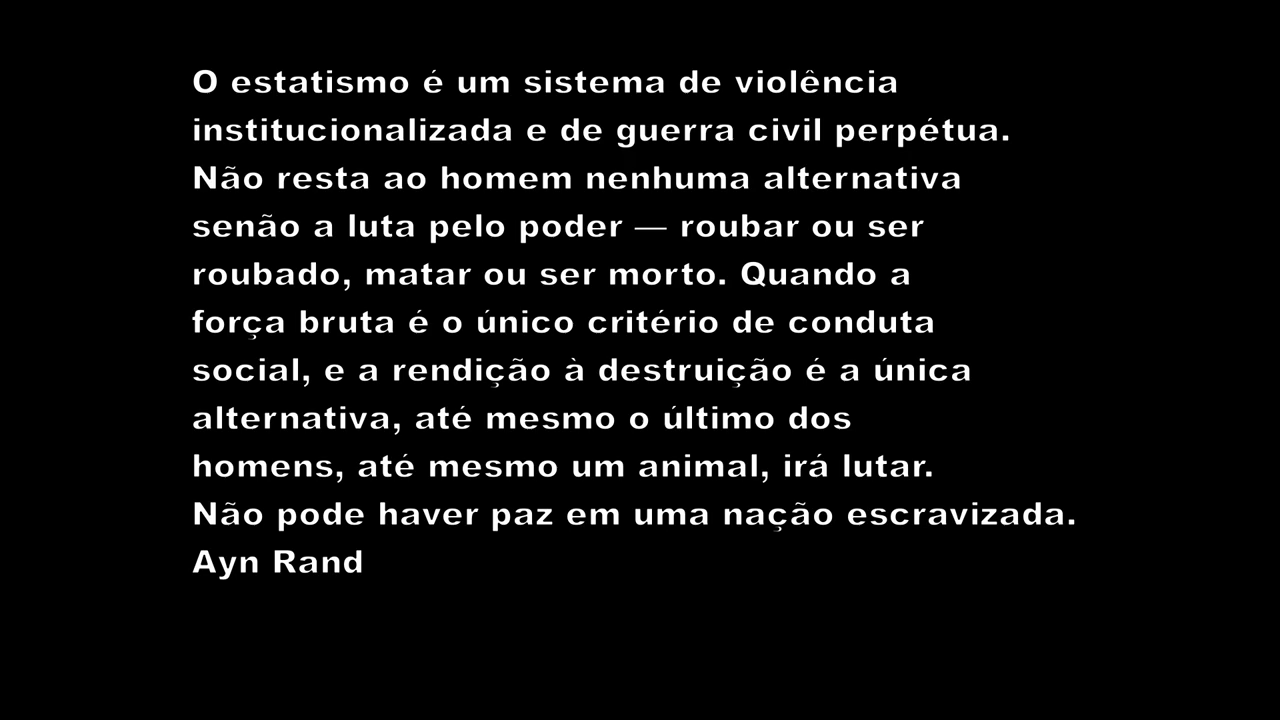 O estatismo é um sistema de violência
institucionalizada e de guerra civil perpétua.
Não resta ao homem nenhuma alternativa
senão a luta pelo poder — roubar ou ser
roubado, matar ou ser morto. Quando a
força bruta é o único critério de conduta
social, e a rendição à destruição é a única
alternativa, até mesmo o último dos
homens, até mesmo um animal, irá lutar.
Não pode haver paz em uma nação escravizada.
Ayn Rand